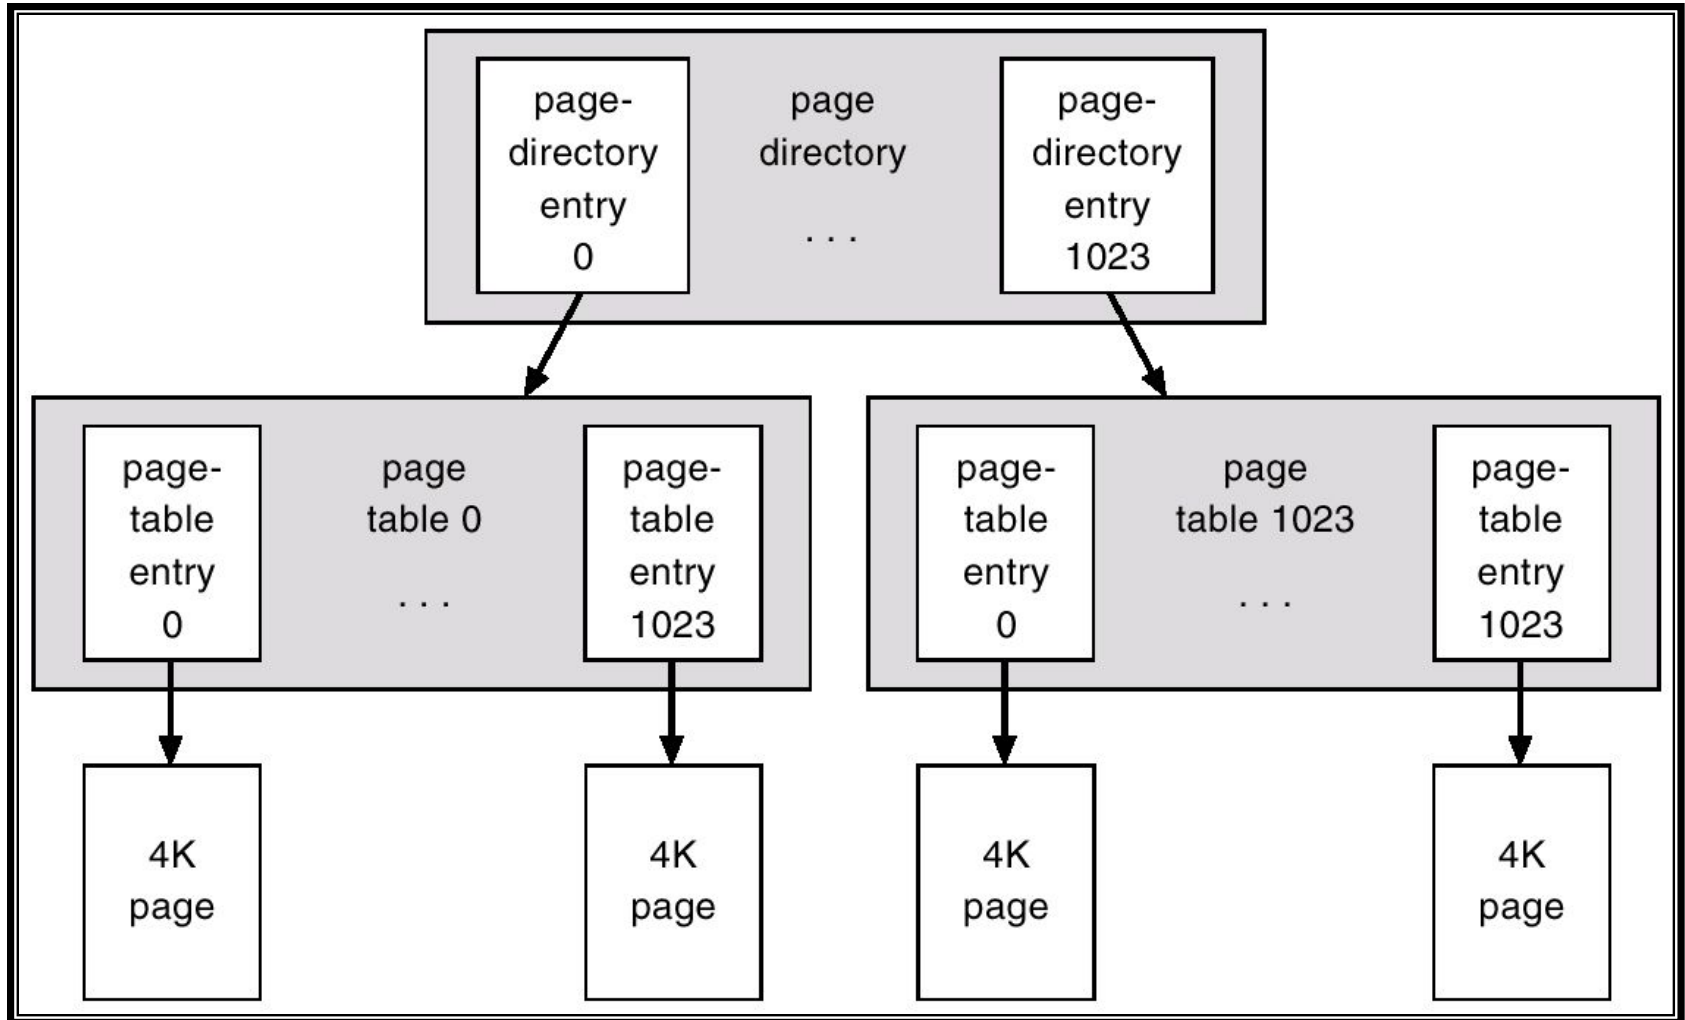 page-
directory
entry
0
page
directory
. . .
page-
directory
entry
1023
page-
table
entry
0
page
table 0
. . .
page-
table
entry
1023
page-
table
entry
0
page
table 1023
. . .
page-
table
entry
1023
4K
page
4K
page
4K
page
4K
page